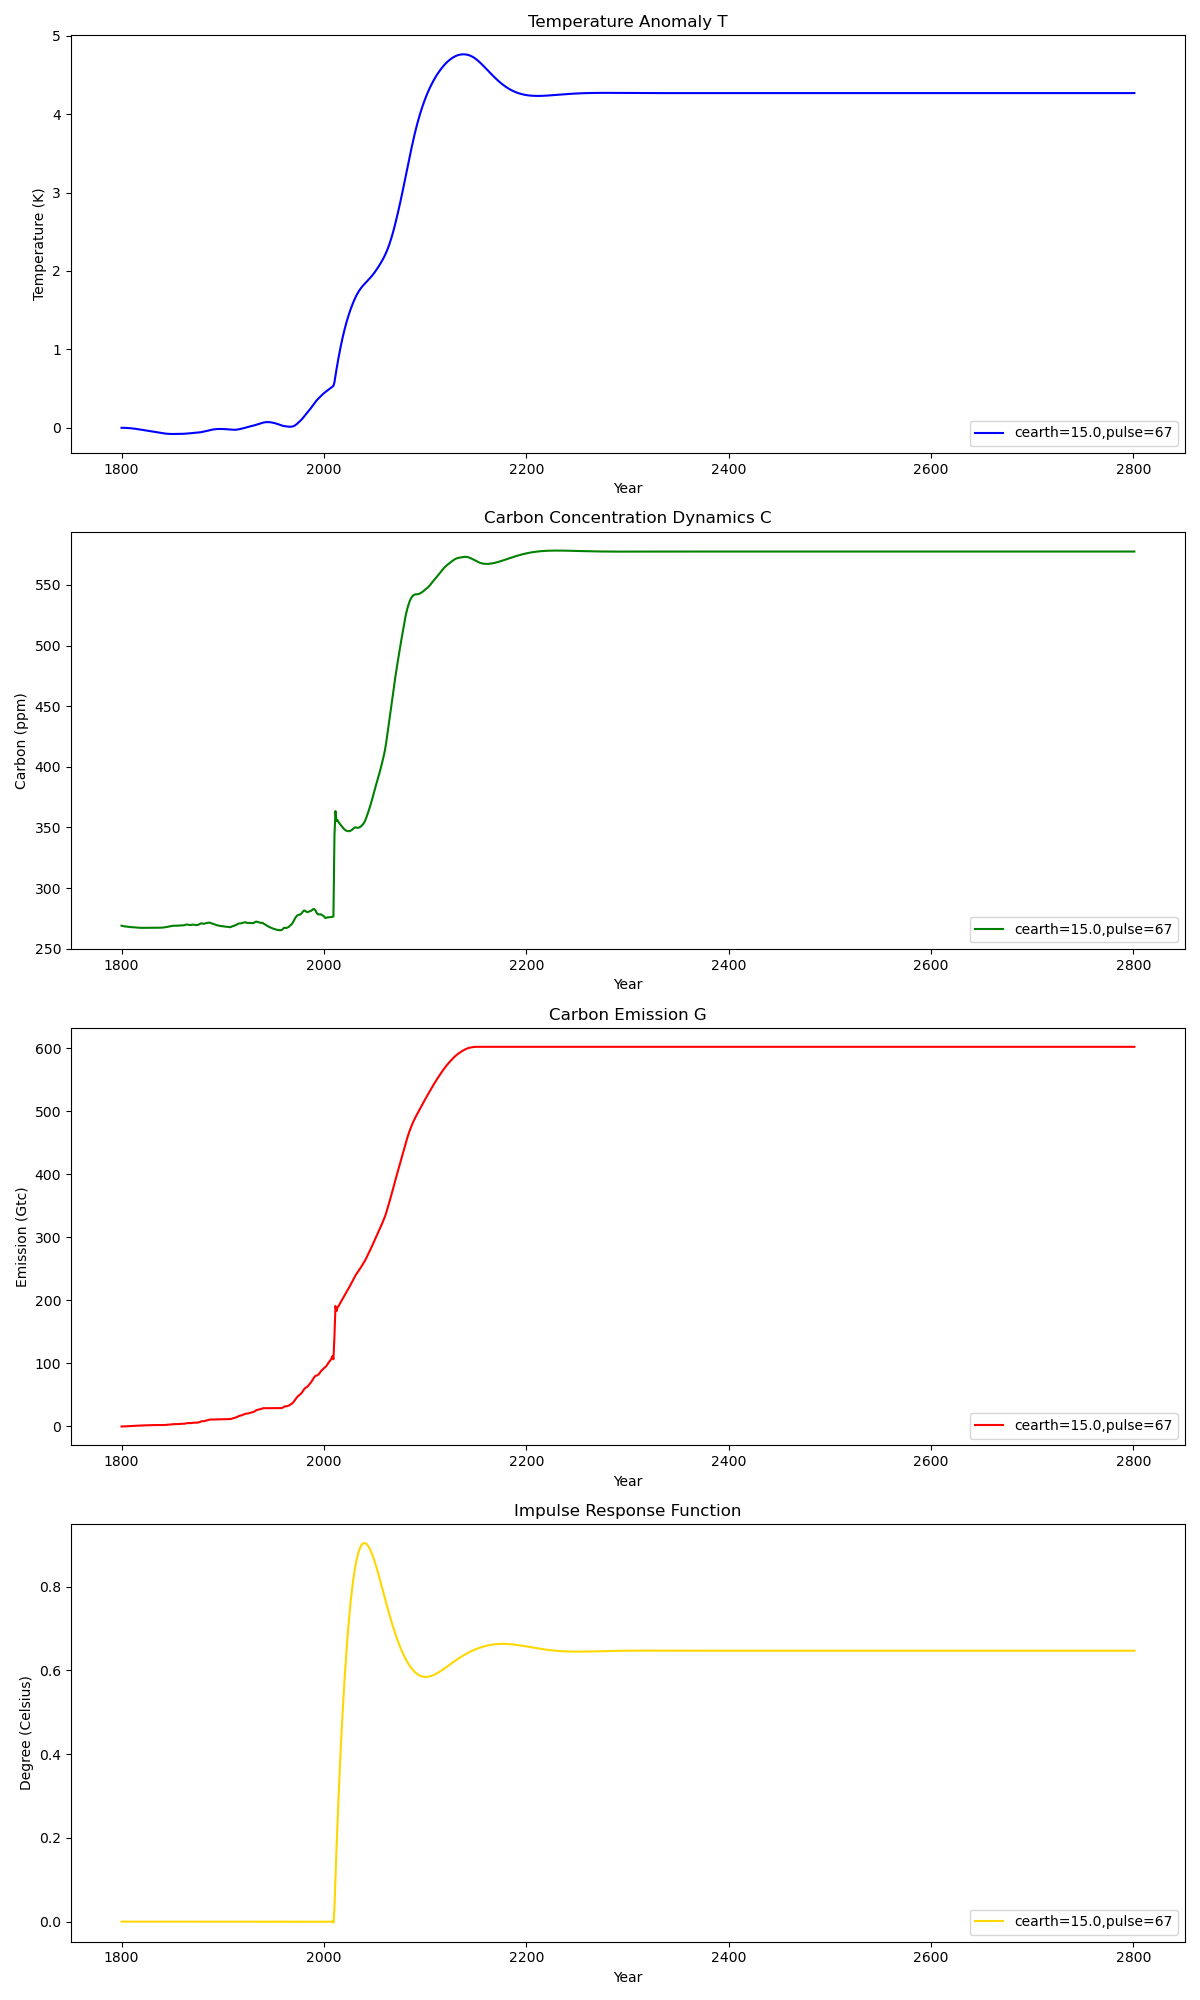 Temperature Anomaly T
5
4
3
2
1
0
Temperature (K)
cearth=15.0,pulse=67
1800 2000 2200 2400 2600 2800
Year
Carbon Concentration Dynamics C
550
500
450
400
350
300
250
Carbon (ppm)
cearth=15.0,pulse=67
1800 2000 2200 2400 2600 2800
Year
Carbon Emission G
600
500
400
300
200
100
0
Emission (Gtc)
cearth=15.0,pulse=67
1800 2000 2200 2400 2600 2800
Year
Impulse Response Function
0.8
0.6
0.4
0.2
0.0
Degree (Celsius)
cearth=15.0,pulse=67
1800 2000 2200 2400 2600 2800
Year